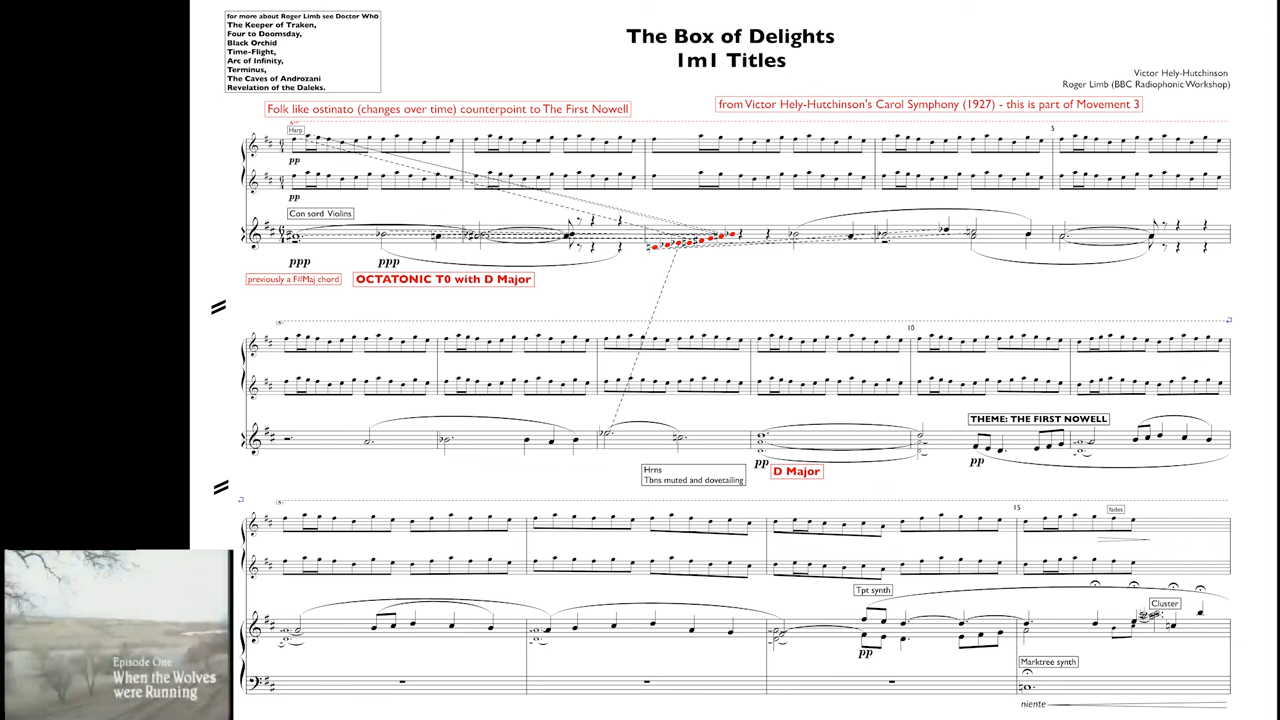 for more about Roger Limb see Doctor Who
The Keeper of Traken,
Four to Doomsday,
Black Orchid
Time-Flight,
Arc of Infinity,
Terminus,
The Caves of Androzani
Revelation of the Daleks.
The Box of Delights
1m1 Titles
Victor Hely-Hutchinson
Roger Limb (BBC Radiophonic Workshop)
Folk like ostinato (changes over time) counterpoint to The First Nowell
from Victor Hely-Hutchinson's Carol Symphony (1927) - this is part of Movement 3
5
Harp
pp
pp
Con sord Violins
ppp
ppp
previously a F#Maj chord
OCTATONIC T0 with D Major
10
THEME: THE FIRST NOWELL
pp
pp
Hrns
Tbns muted and dovetailing
D Major
15
fades
Tpt synth
Cluster
pp
Marktree synth
niente
Episode One
When the Wolves
were Running